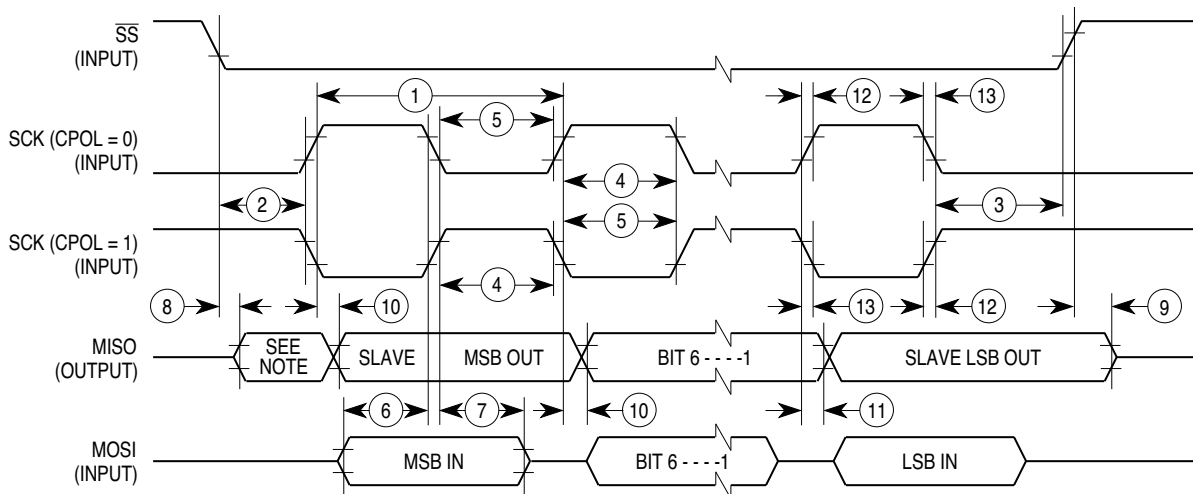 SS
(INPUT)
1
12
13
5
SCK (CPOL = 0)
(INPUT)
4
2
3
5
SCK (CPOL = 1)
(INPUT)
4
8
10
13
12
9
MISO
(OUTPUT)
SEE
NOTE
SLAVE
MSB OUT
BIT 6 - - - -1
SLAVE LSB OUT
6
7
10
11
MOSI
(INPUT)
MSB IN
BIT 6 - - - -1
LSB IN